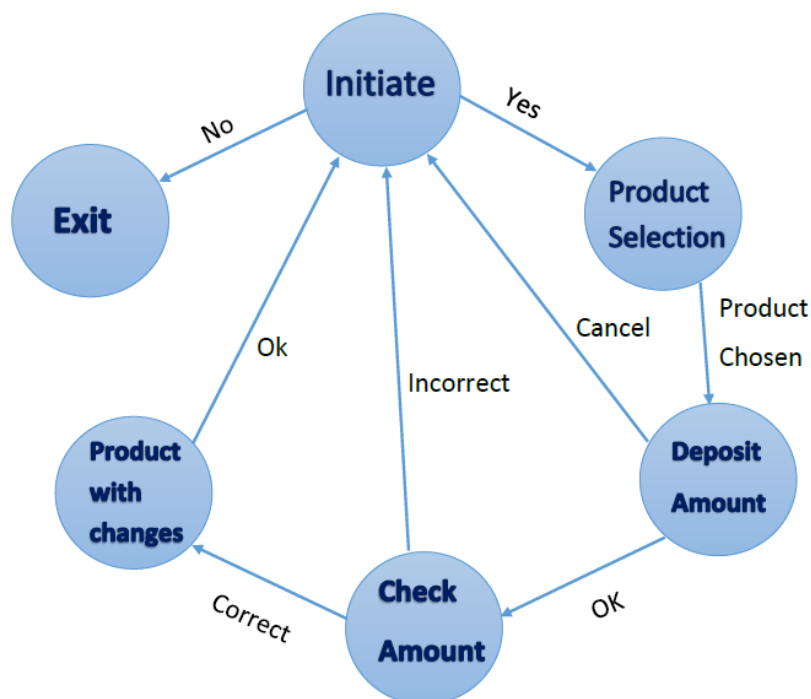 Initiate
No
Yes
Exit
Product
Selection
Product
Chosen
Cancel
Ok
Incorrect
Product
with
changes
Deposit
Amount
Check
Amount
Correct
OK